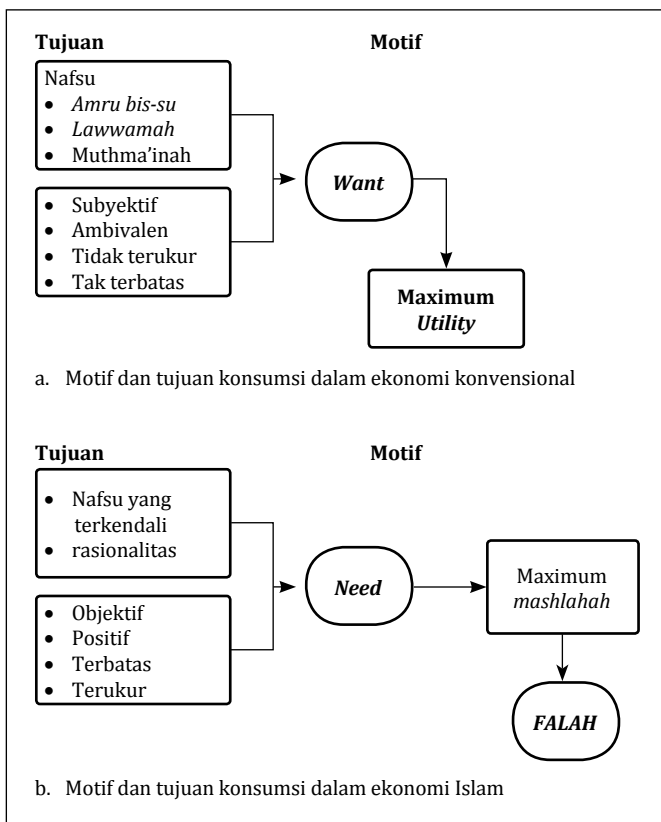 Tujuan Motif
Nafsu
• Amru bis-su
• Lawwamah
• Muthma'inah
• Subyektif
• Ambivalen
• Tidak terukur
• Tak terbatas
Want
Maximum
Utility
a. Motif dan tujuan konsumsi dalam ekonomi konvensional
Tujuan Motif
• Nafsu yang
terkendali
• rasionalitas
• Objektif
• Positif
• Terbatas
• Terukur
Need
Maximum
mashlahah
FALAH
b. Motif dan tujuan konsumsi dalam ekonomi Islam